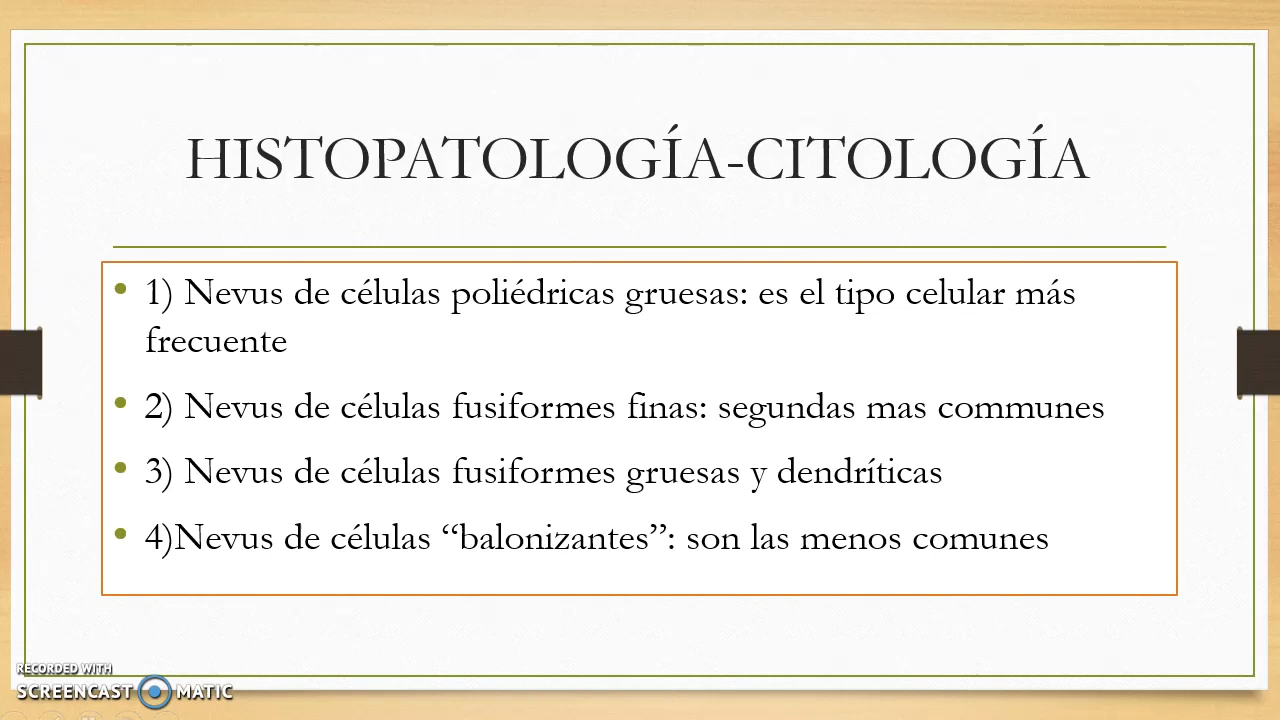 HISTOPATOLOGÍA-CITOLOGÍA
• 1) Nevus de células poliédricas gruesas: es el tipo celular más
frecuente
• 2) Nevus de células fusiformes finas: segundas mas communes
• 3) Nevus de células fusiformes gruesas y dendríticas
• 4)Nevus de células “balonizantes”: son las menos comunes
RECORDED WITH
SCREENCAST MATIC